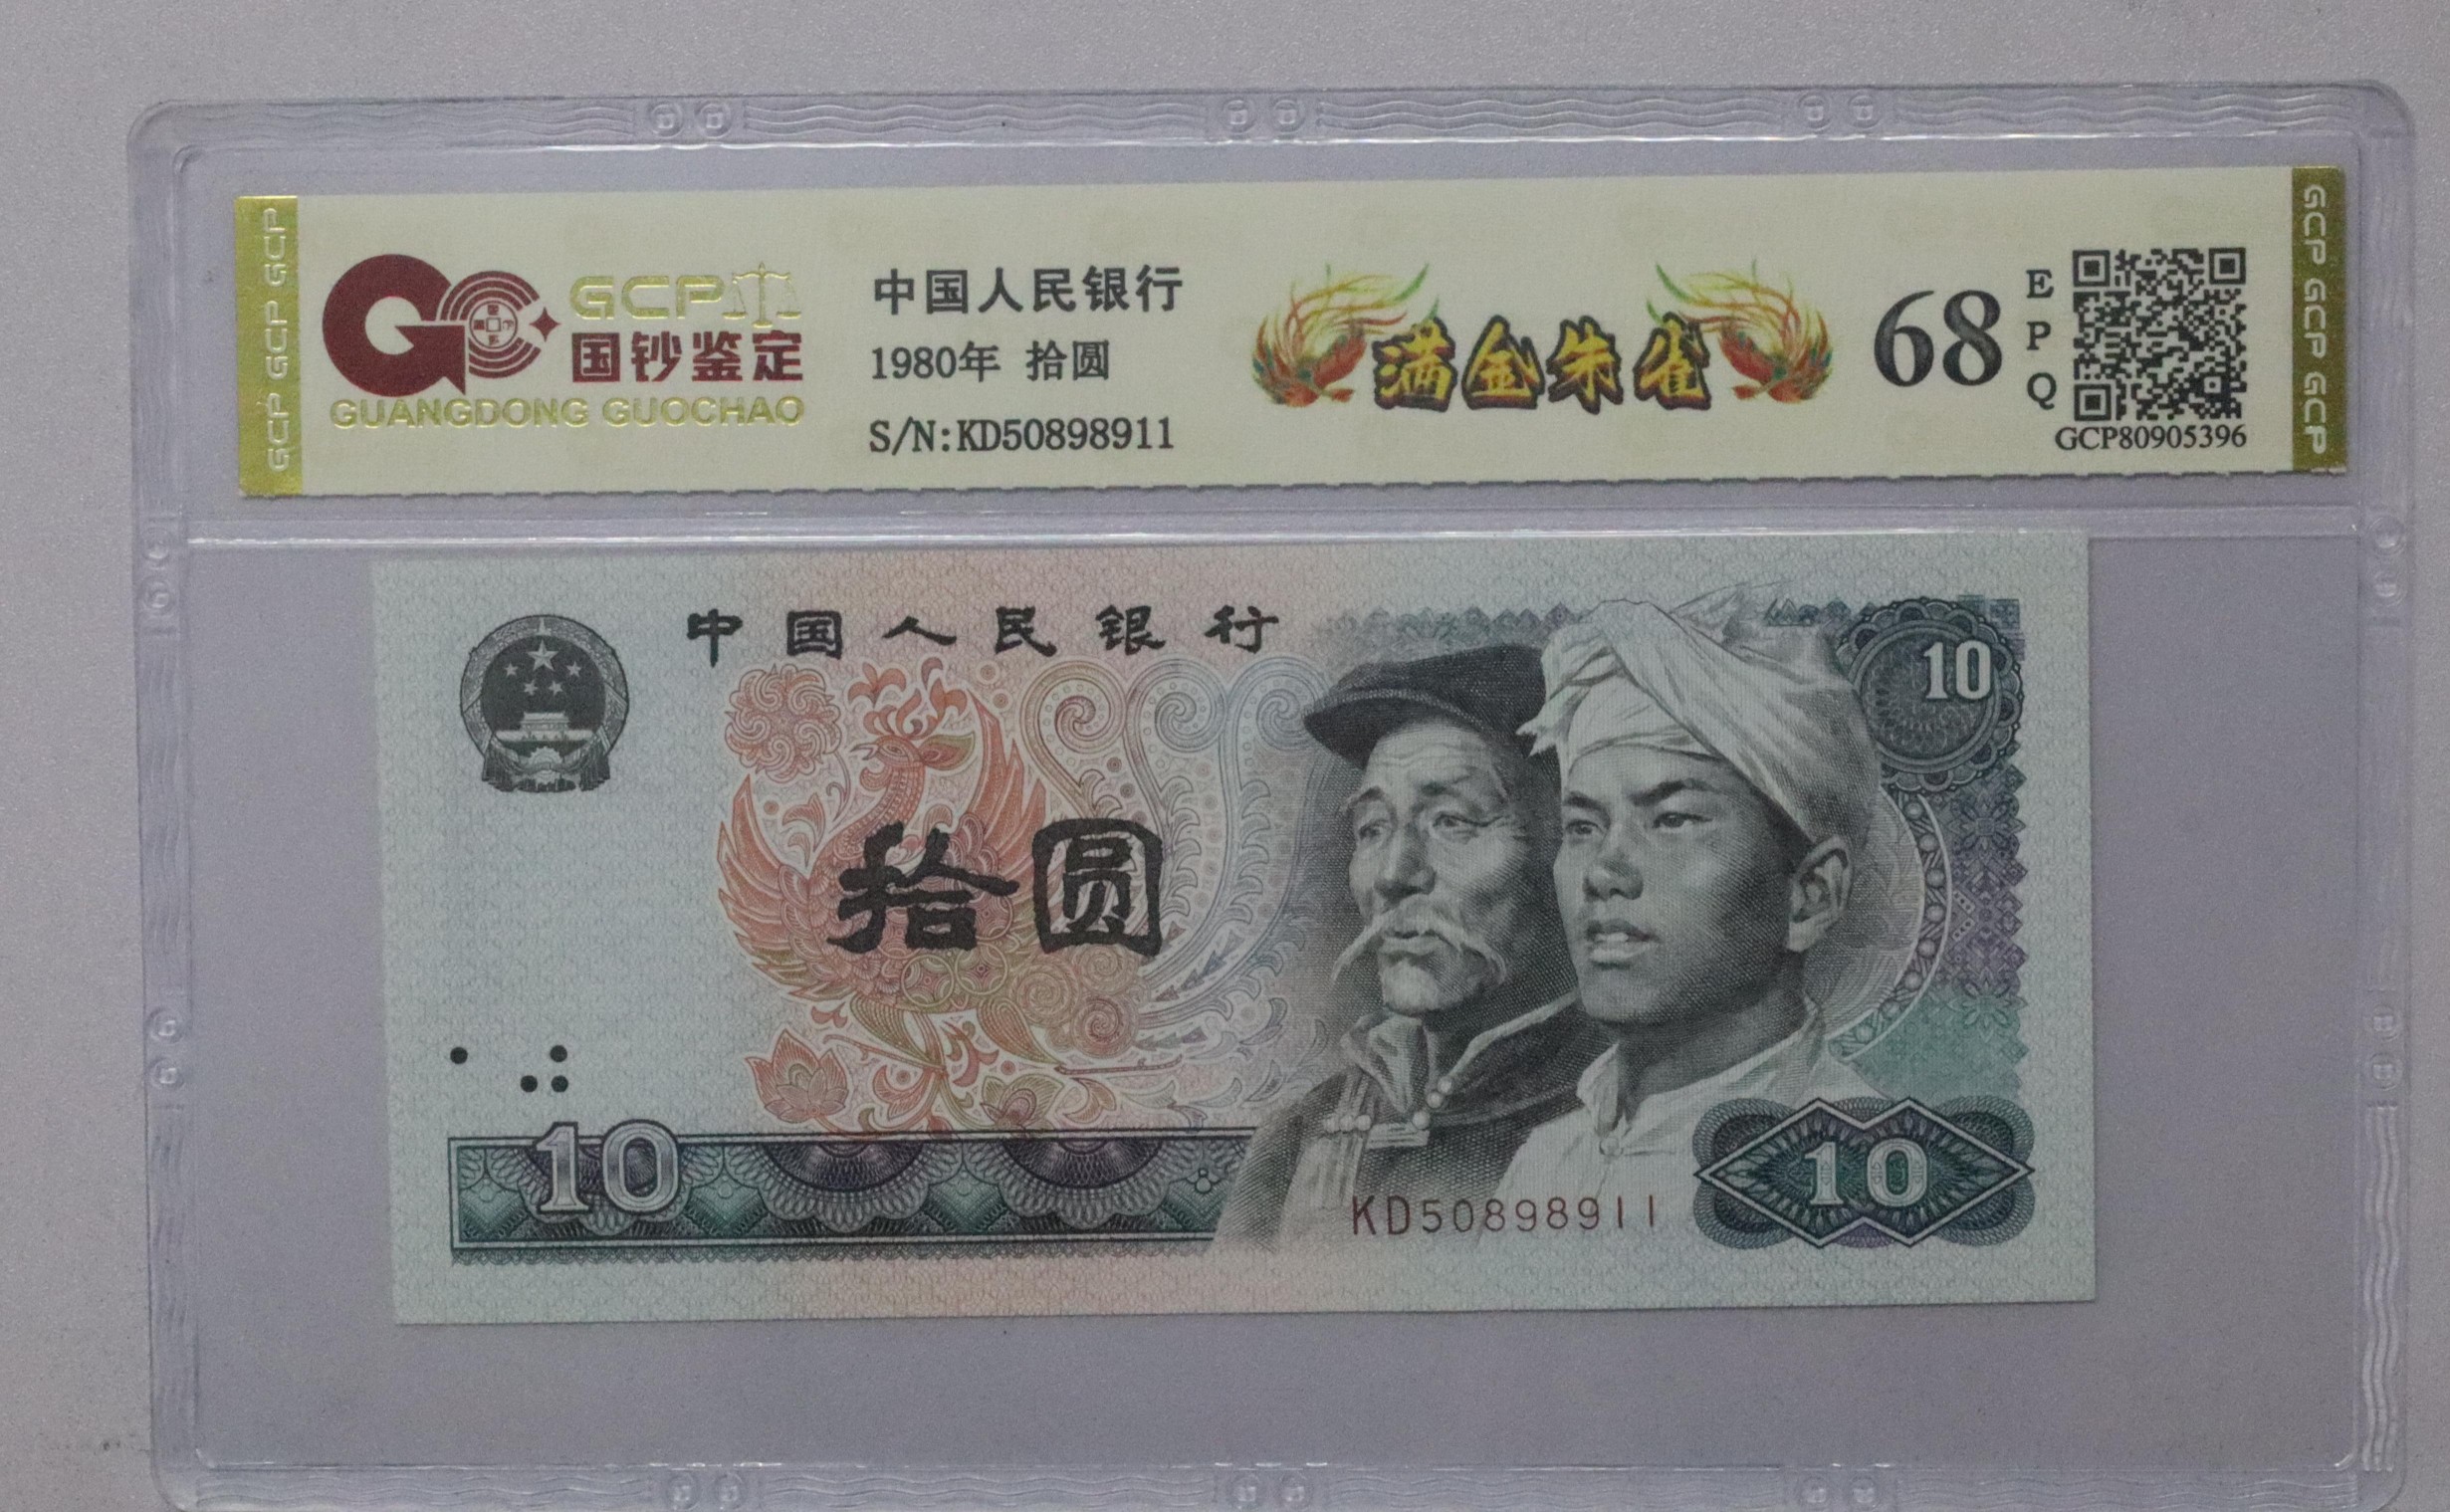 GCP GCP GCP
GCP
国钞鉴定
GUANGDONG GUOCHAO
中国人民银行
1980年 拾圆
S/N:KD50898911
满金朱雀
68
E
P
Q
GCP80905396
GCP GCP GCP
中国人民银行
10
拾圆
10
KD50898911
10